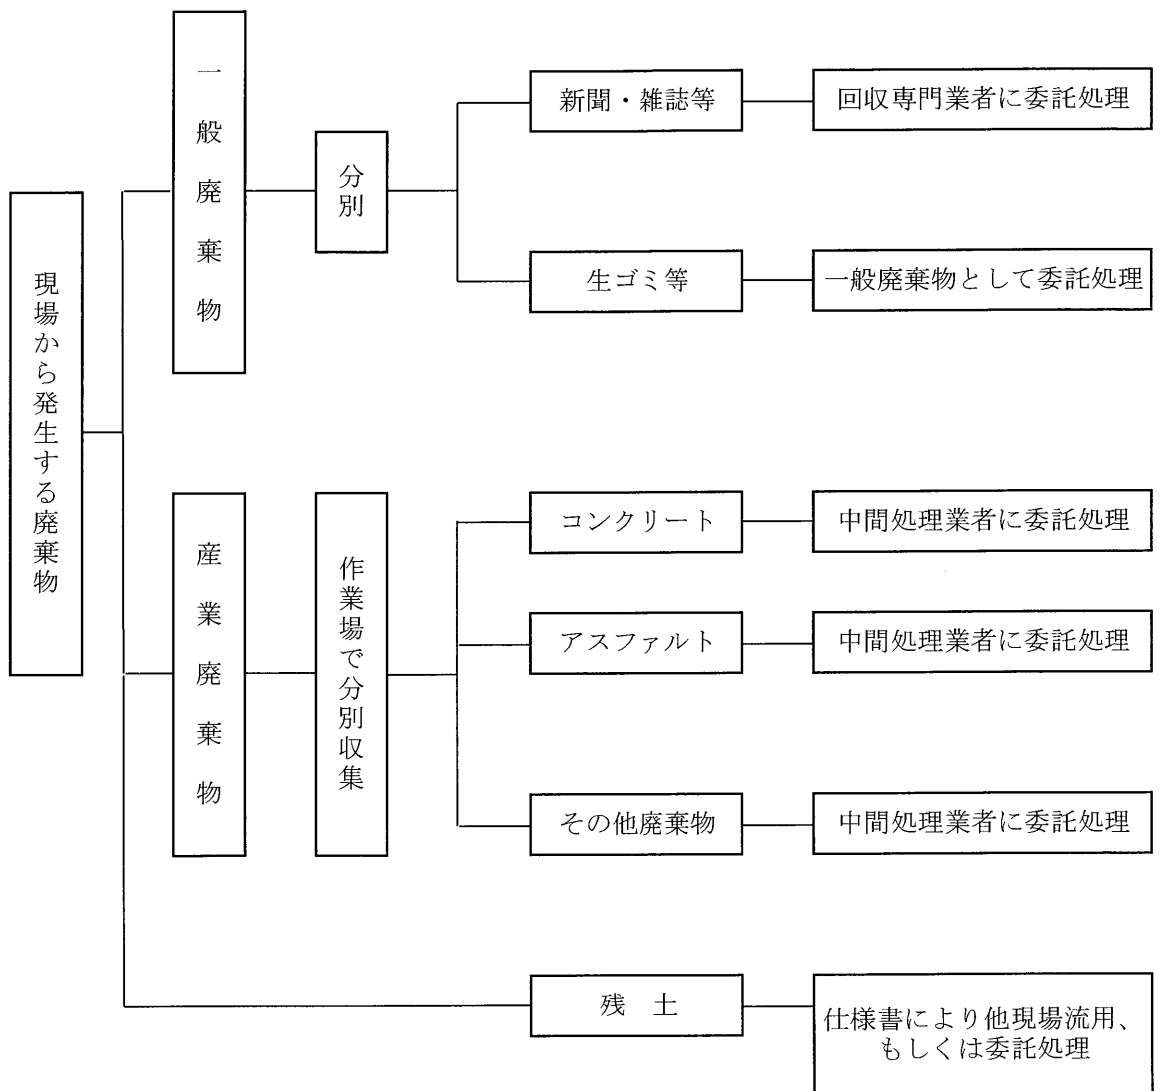 現場から発生する廃棄物
一般廃棄物
分別
新聞・雑誌等
回収専門業者に委託処理
生ゴミ等
一般廃棄物として委託処理
産業廃棄物
作業場で分別収集
コンクリート
中間処理業者に委託処理
アスファルト
中間処理業者に委託処理
その他廃棄物
中間処理業者に委託処理
残　土
仕様書により他現場流用、
もしくは委託処理